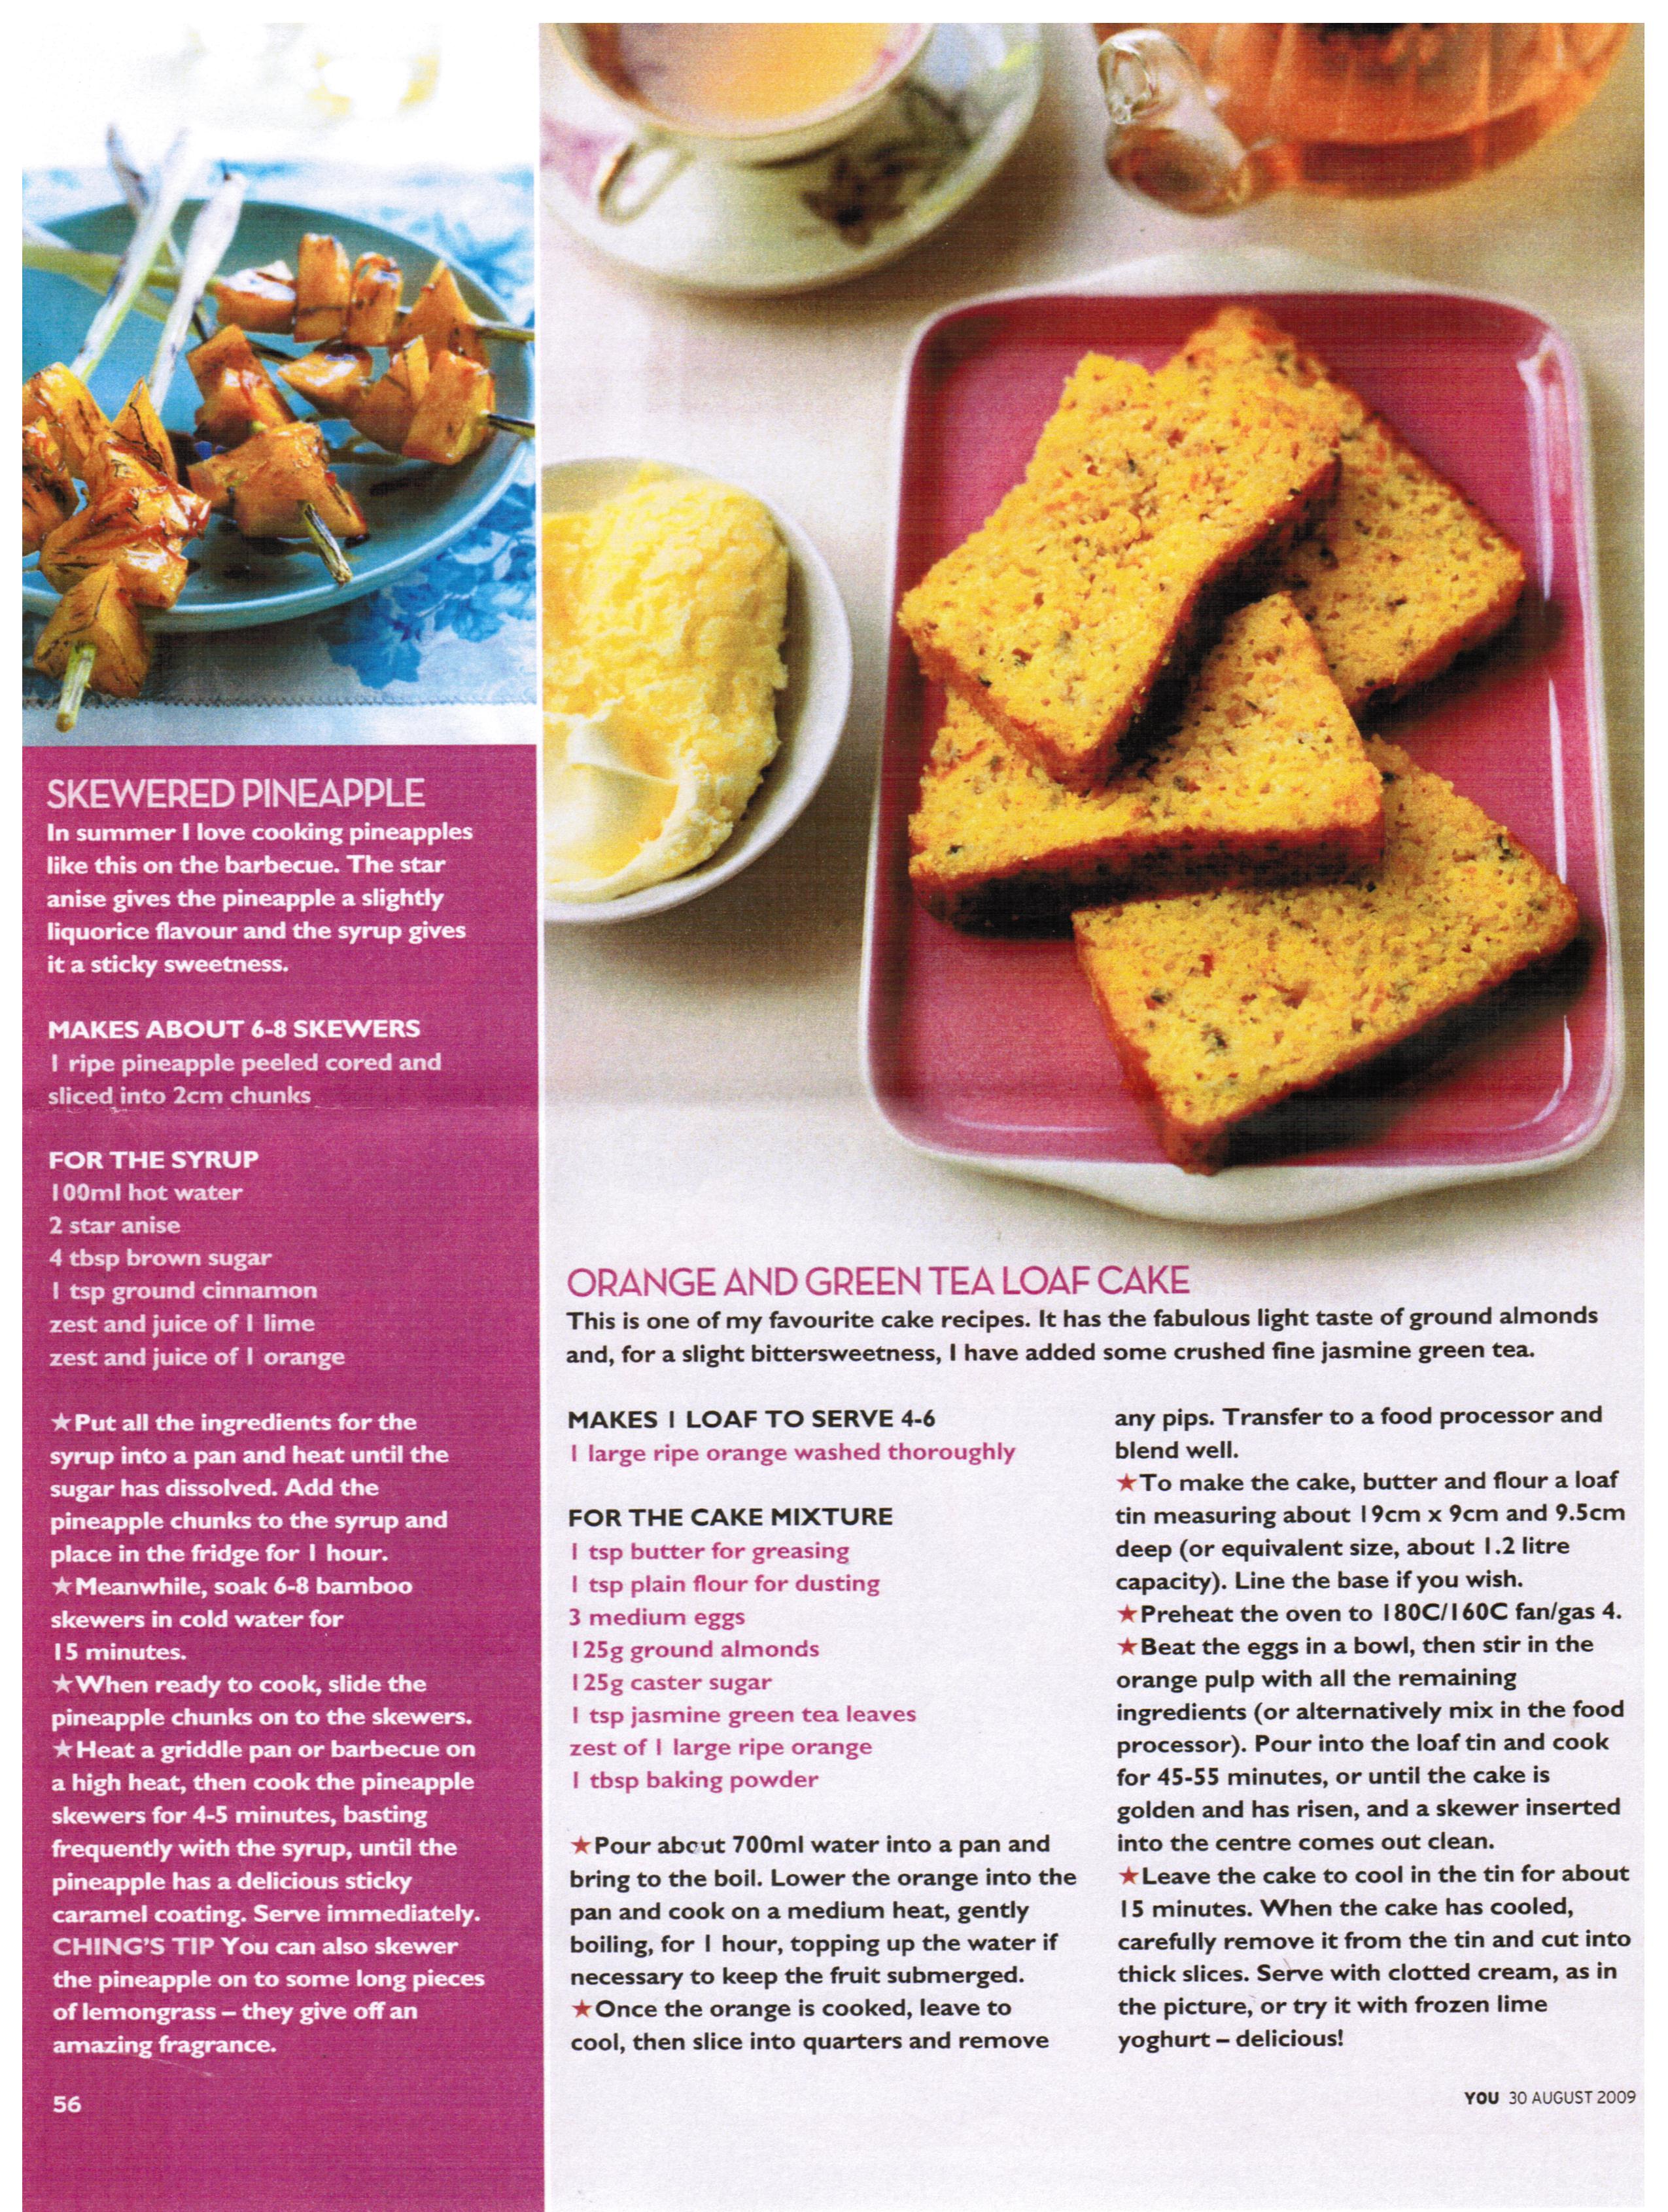 SKEWERED PINEAPPLE
In summer I love cooking pineapples
like this on the barbecue. The star
anise gives the pineapple a slightly
liquorice flavour and the syrup gives
it a sticky sweetness.
MAKES ABOUT 6-8 SKEWERS
1 ripe pineapple peeled cored and
sliced into 2cm chunks
FOR THE SYRUP
100ml hot water
2 star anise
4 tbsp brown sugar
1 tsp ground cinnamon
zest and juice of 1 lime
zest and juice of 1 orange
★Put all the ingredients for the
syrup into a pan and heat until the
sugar has dissolved. Add the
pineapple chunks to the syrup and
place in the fridge for 1 hour.
★Meanwhile, soak 6-8 bamboo
skewers in cold water for
15 minutes.
★When ready to cook, slide the
pineapple chunks on to the skewers.
★Heat a griddle pan or barbecue on
a high heat, then cook the pineapple
skewers for 4-5 minutes, basting
frequently with the syrup, until the
pineapple has a delicious sticky
caramel coating. Serve immediately.
CHING'S TIP You can also skewer
the pineapple on to some long pieces
of lemongrass – they give off an
amazing fragrance.
56
ORANGE AND GREEN TEA LOAF CAKE
This is one of my favourite cake recipes. It has the fabulous light taste of ground almonds
and, for a slight bittersweetness, I have added some crushed fine jasmine green tea.
MAKES 1 LOAF TO SERVE 4-6
1 large ripe orange washed thoroughly
FOR THE CAKE MIXTURE
1 tsp butter for greasing
1 tsp plain flour for dusting
3 medium eggs
125g ground almonds
125g caster sugar
1 tsp jasmine green tea leaves
zest of 1 large ripe orange
1 tbsp baking powder
★Pour about 700ml water into a pan and
bring to the boil. Lower the orange into the
pan and cook on a medium heat, gently
boiling, for 1 hour, topping up the water if
necessary to keep the fruit submerged.
★Once the orange is cooked, leave to
cool, then slice into quarters and remove
any pips. Transfer to a food processor and
blend well.
★To make the cake, butter and flour a loaf
tin measuring about 19cm x 9cm and 9.5cm
deep (or equivalent size, about 1.2 litre
capacity). Line the base if you wish.
★Preheat the oven to 180C/160C fan/gas 4.
★Beat the eggs in a bowl, then stir in the
orange pulp with all the remaining
ingredients (or alternatively mix in the food
processor). Pour into the loaf tin and cook
for 45-55 minutes, or until the cake is
golden and has risen, and a skewer inserted
into the centre comes out clean.
★Leave the cake to cool in the tin for about
15 minutes. When the cake has cooled,
carefully remove it from the tin and cut into
thick slices. Serve with clotted cream, as in
the picture, or try it with frozen lime
yoghurt – delicious!
YOU 30 AUGUST 2009